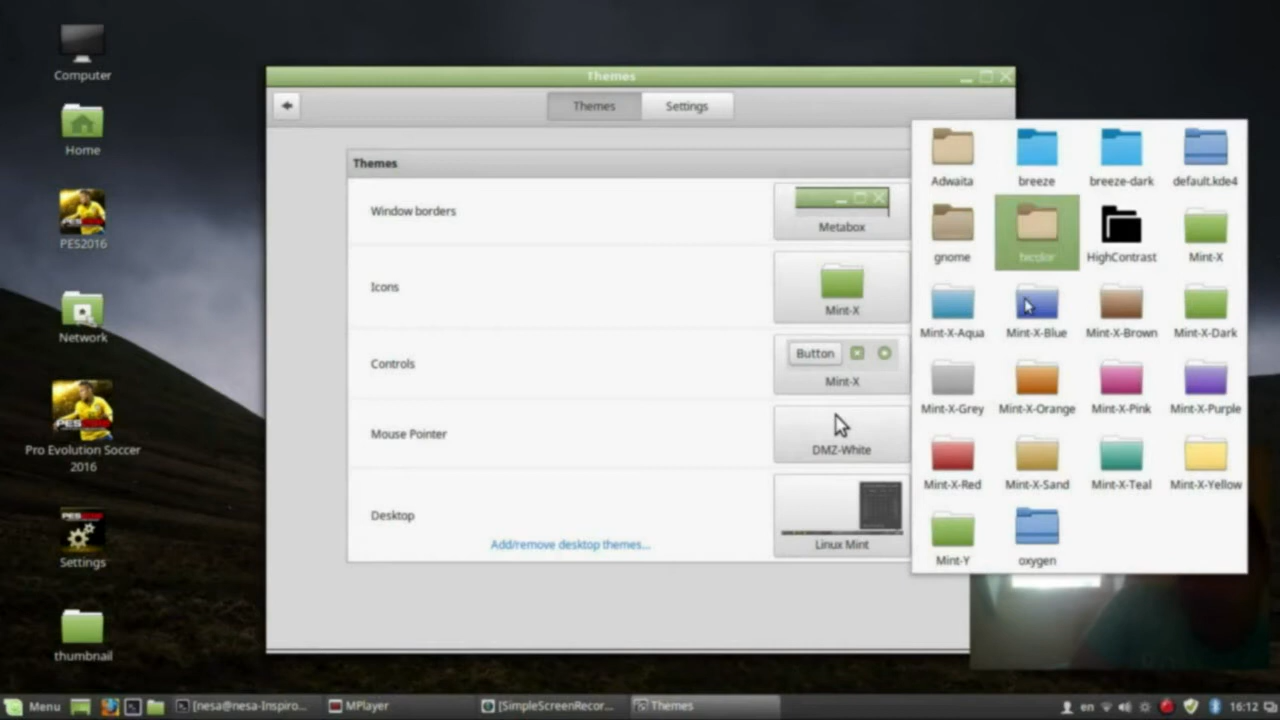 Computer
Home
PES2016
Network
Pro Evolution Soccer
2016
Settings
thumbnail
Themes
Themes
Settings
Themes
Window borders
Metabox
Icons
Mint-X
Controls
Button
Mint-X
Mouse Pointer
DMZ-White
Desktop
Add/remove desktop themes...
Linux Mint
Adwaita
breeze
breeze-dark
default.kde4
gnome
hicolor
HighContrast
Mint-X
Mint-X-Aqua
Mint-X-Blue
Mint-X-Brown
Mint-X-Dark
Mint-X-Grey
Mint-X-Orange
Mint-X-Pink
Mint-X-Purple
Mint-X-Red
Mint-X-Sand
Mint-X-Teal
Mint-X-Yellow
Mint-Y
oxygen
Menu
[nesa@nesa-Inspiro...
MPlayer
[SimpleScreenRecor...
Themes
en
16:12